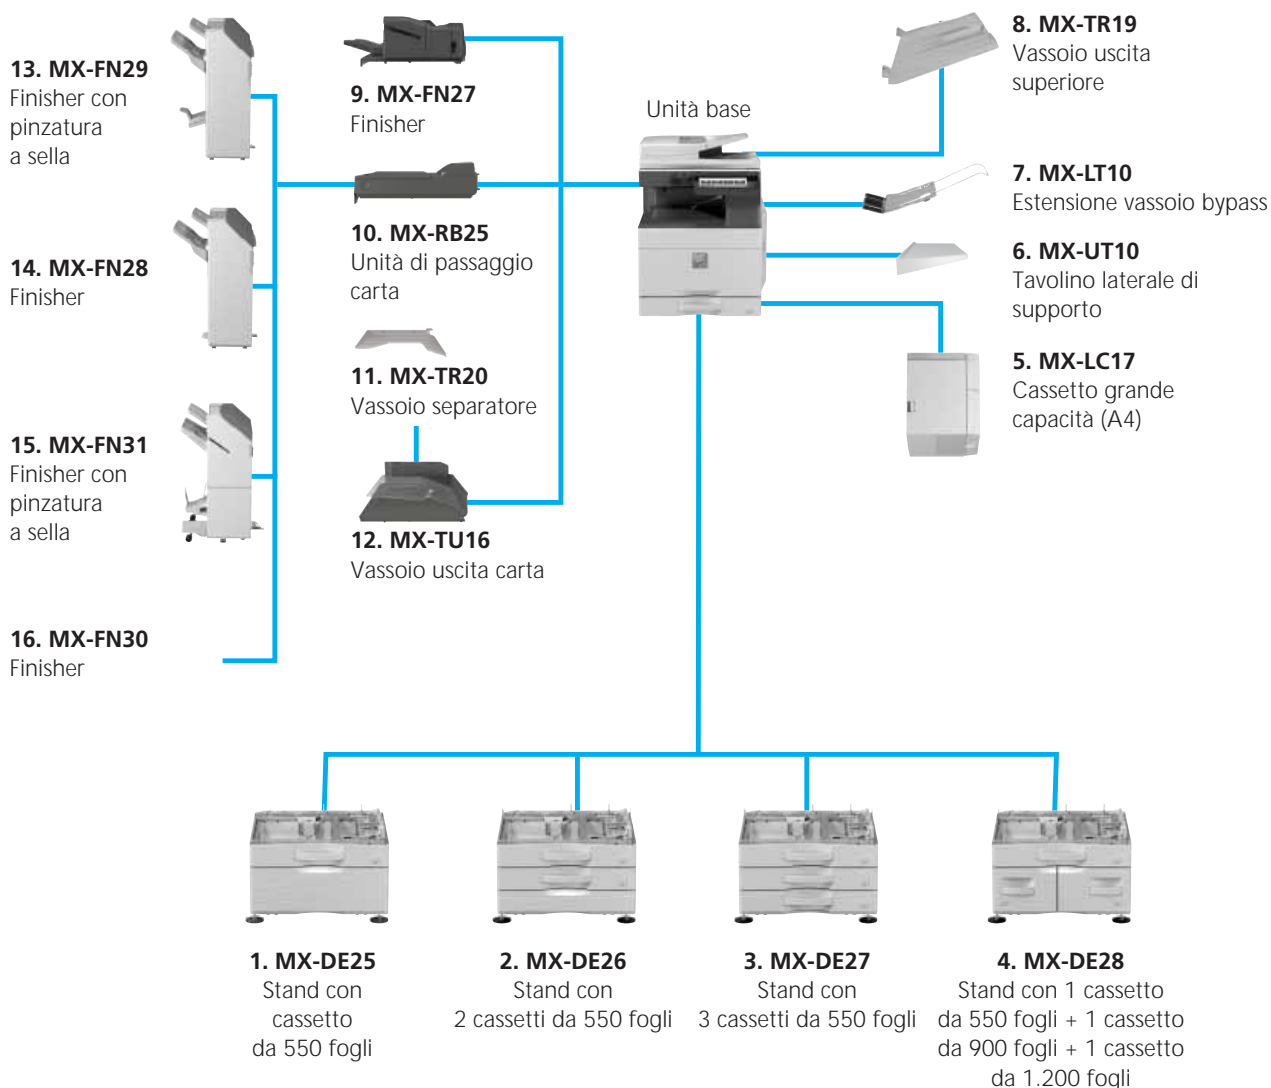 13. MX-FN29
Finisher con
pinzatura
a sella
14. MX-FN28
Finisher
15. MX-FN31
Finisher con
pinzatura
a sella
16. MX-FN30
Finisher
9. MX-FN27
Finisher
10. MX-RB25
Unità di passaggio
carta
11. MX-TR20
Vassoio separatore
12. MX-TU16
Vassoio uscita carta
Unità base
8. MX-TR19
Vassoio uscita
superiore
7. MX-LT10
Estensione vassoio bypass
6. MX-UT10
Tavolino laterale di
supporto
5. MX-LC17
Cassetto grande
capacità (A4)
1. MX-DE25
Stand con
cassetto
da 550 fogli
2. MX-DE26
Stand con
2 cassetti da 550 fogli
3. MX-DE27
Stand con
3 cassetti da 550 fogli
4. MX-DE28
Stand con 1 cassetto
da 550 fogli + 1 cassetto
da 900 fogli + 1 cassetto
da 1.200 fogli